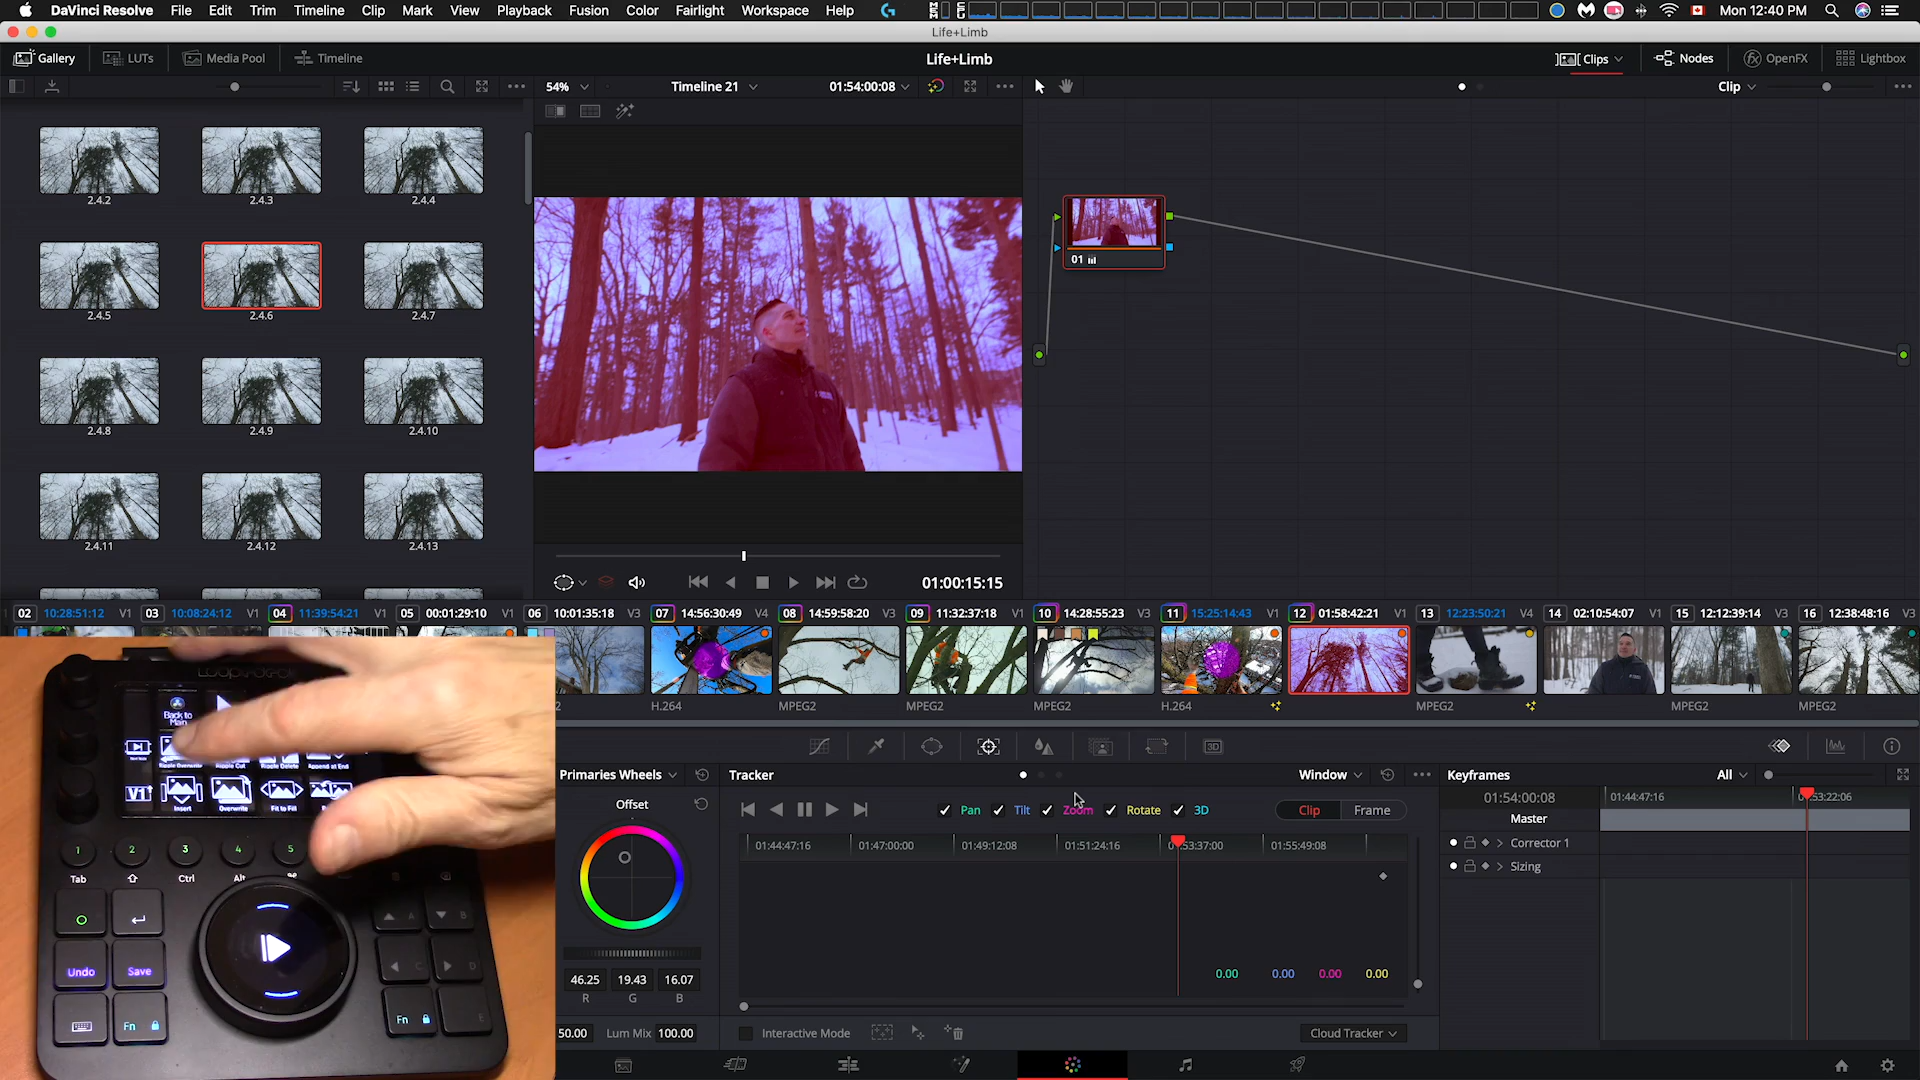 DaVinci Resolve File Edit Trim Timeline Clip Mark View Playback Fusion Color Fairlight Workspace Help Mon 12:40 PM
Life+Limb
Gallery LUTs Media Pool Timeline Life+Limb Clips Nodes OpenFX Lightbox
54% Timeline 21 01:54:00:08 Clip
2.4.2 2.4.3 2.4.4
2.4.5 2.4.6 2.4.7
2.4.8 2.4.9 2.4.10
2.4.11 2.4.12 2.4.13
01
01:00:15:15
02 10:28:51:12 V1 03 10:08:24:12 V1 04 11:39:54:21 V1 05 00:01:29:10 V1 06 10:01:35:18 V3 07 14:56:30:49 V4 08 14:59:58:20 V3 09 11:32:37:18 V1 10 14:28:55:23 V3 11 15:25:14:43 V1 12 01:58:42:21 V1 13 12:23:50:21 V4 14 02:10:54:07 V1 15 12:12:39:14 V3 16 12:38:48:16 V3
H.264 MPEG2 MPEG2 MPEG2 H.264 MPEG2 MPEG2 MPEG2 MPEG2
Primaries Wheels Tracker Window Keyframes All
Offset
Pan Tilt Zoom Rotate 3D Clip Frame
01:44:47:16 01:47:00:00 01:49:12:08 01:51:24:16 01:53:37:00 01:55:49:08
01:54:00:08 01:44:47:16
Master
Corrector 1
Sizing
0.00 0.00 0.00 0.00
46.25 19.43 16.07
R G B
50.00 Lum Mix 100.00 Interactive Mode Cloud Tracker
Back to
Main
Ripple Overwrite Ripple Cut Ripple Delete Append at End
V1 Insert Overwrite Fit to Fill
1 2 3 4 5
Tab Ctrl Alt
A B
Undo Save C D
Fn Fn E